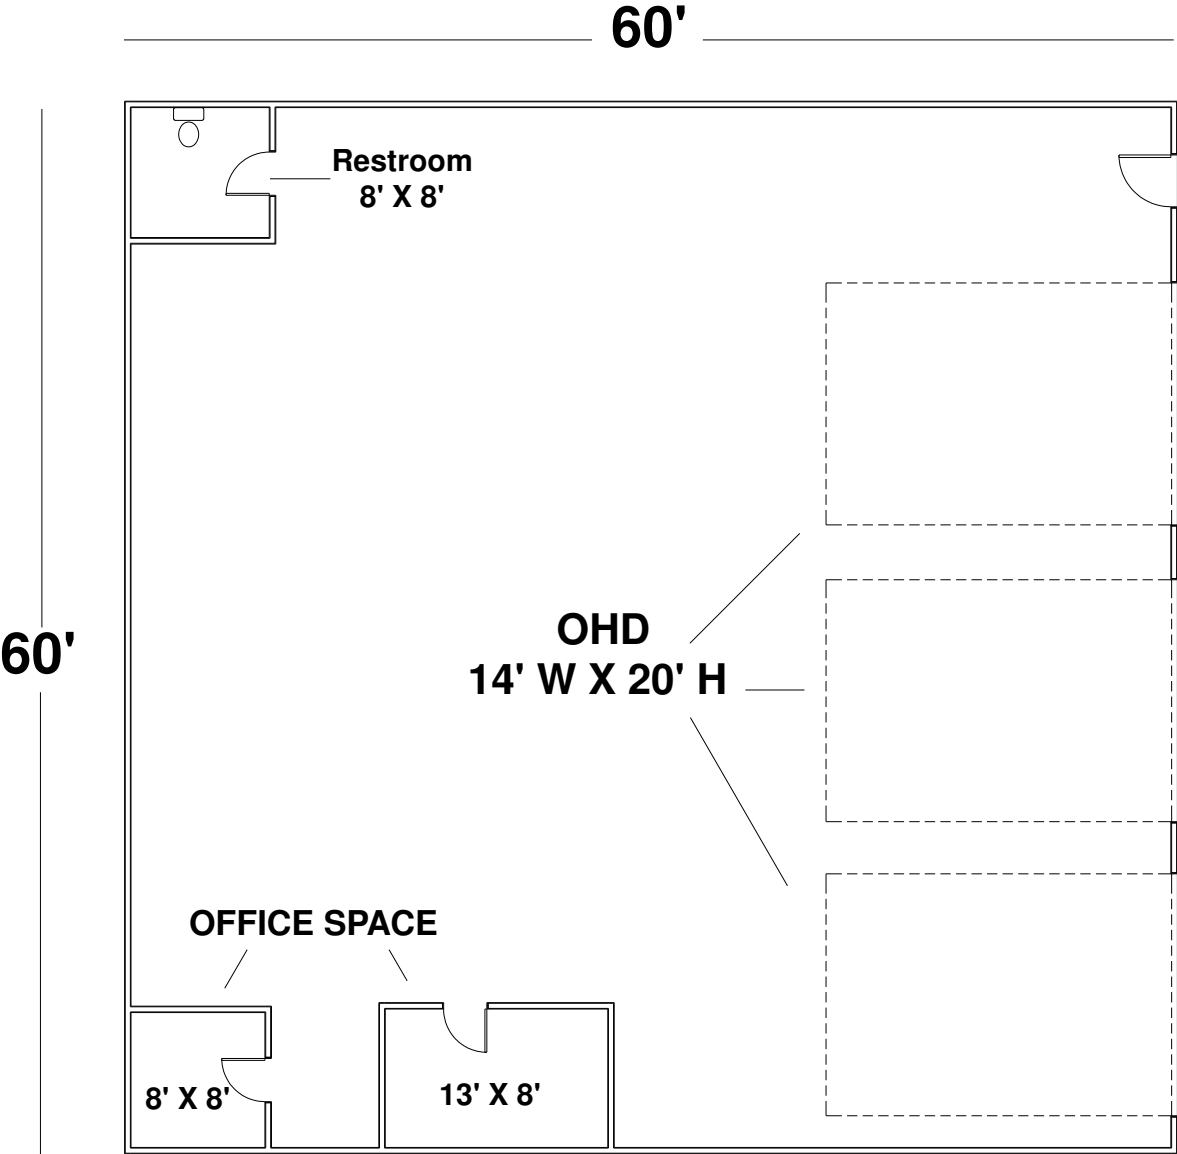 60'
Restroom
8' X 8'
OHD
14' W X 20' H
60'
OFFICE SPACE
8' X 8'
13' X 8'